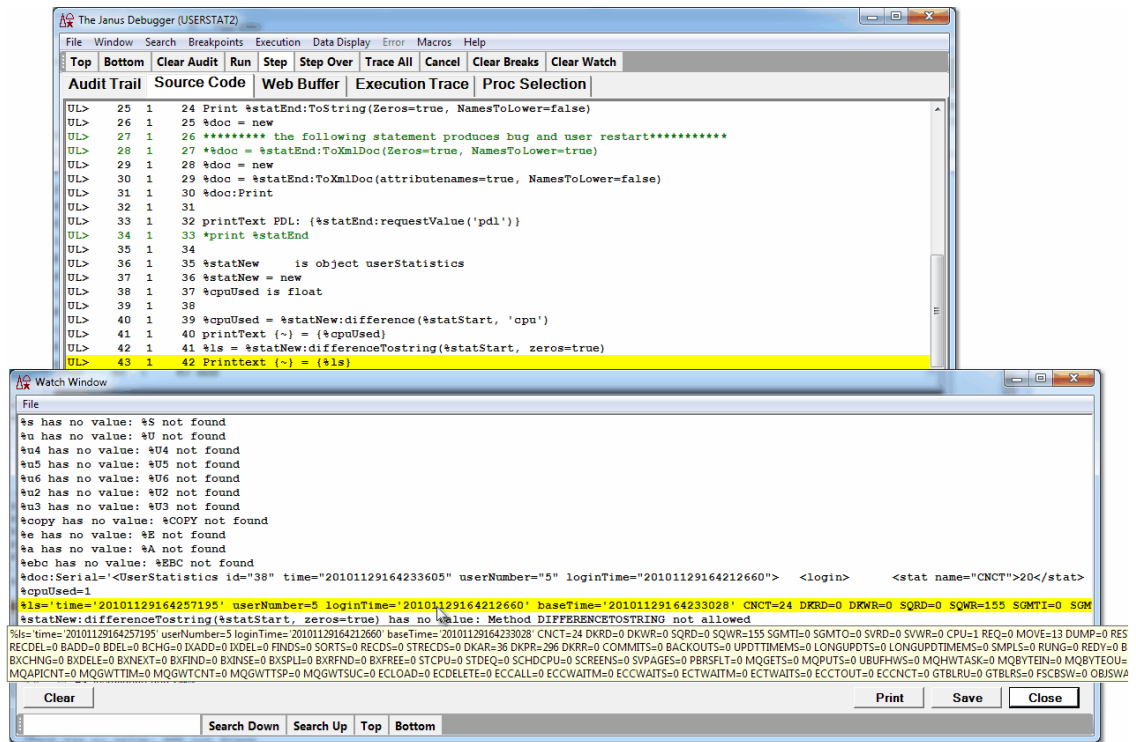 The Janus Debugger (USERSTAT2)
File Window Search Breakpoints Execution Data Display Error Macros Help
Top Bottom Clear Audit Run Step Step Over Trace All Cancel Clear Breaks Clear Watch
Audit Trail Source Code Web Buffer Execution Trace Proc Selection
UL> 25 1 24 Print %statEnd:ToString(Zeros=true, NamesToLower=false)
UL> 26 1 25 %doc = new
UL> 27 1 26 ********* the following statement produces bug and user restart***********
UL> 28 1 27 *%doc = %statEnd:ToXmlDoc(Zeros=true, NamesToLower=true)
UL> 29 1 28 %doc = new
UL> 30 1 29 %doc = %statEnd:ToXmlDoc(attributenames=true, NamesToLower=false)
UL> 31 1 30 %doc:Print
UL> 32 1 31
UL> 33 1 32 printText PDL: {%statEnd:requestValue('pdl')}
UL> 34 1 33 *print %statEnd
UL> 35 1 34
UL> 36 1 35 %statNew is object userStatistics
UL> 37 1 36 %statNew = new
UL> 38 1 37 %cpuUsed is float
UL> 39 1 38
UL> 40 1 39 %cpuUsed = %statNew:difference(%statStart, 'cpu')
UL> 41 1 40 printText {~} = {%cpuUsed}
UL> 42 1 41 %ls = %statNew:differenceToString(%statStart, zeros=true)
UL> 43 1 42 Printtext {~} = {%ls}
Watch Window
File
%s has no value: %S not found
%u has no value: %U not found
%u4 has no value: %U4 not found
%u5 has no value: %U5 not found
%u6 has no value: %U6 not found
%u2 has no value: %U2 not found
%u3 has no value: %U3 not found
%copy has no value: %COPY not found
%e has no value: %E not found
%a has no value: %A not found
%ebc has no value: %EBC not found
%doc:Serial='<UserStatistics id="38" time="20101129164233605" userNumber="5" loginTime="20101129164212660"> <login> <stat name="CNCT">20</stat>
%cpuUsed=1
%ls='time='20101129164257195' userNumber=5 loginTime='20101129164212660' baseTime='20101129164233028' CNCT=24 DKRD=0 DKWR=0 SQRD=0 SQWR=155 SGMTI=0 SGM
%statNew:differenceToString(%statStart, zeros=true) has no value: Method DIFFERENCETOSTRING not allowed
%ls='time='20101129164257195' userNumber=5 loginTime='20101129164212660' baseTime='20101129164233028' CNCT=24 DKRD=0 DKWR=0 SQRD=0 SQWR=155 SGMTI=0 SGMTO=0 SVRD=0 SVWR=0 CPU=1 REQ=0 MOVE=13 DUMP=0 RES
RECDEL=0 BADD=0 BDEL=0 BCHG=0 IXADD=0 IXDEL=0 FINDS=0 SORTS=0 RECDS=0 STRECDS=0 DKAR=36 DKPR=296 DKRR=0 COMMITS=0 BACKOUTS=0 UPDTTIMEMS=0 LONGUPDTS=0 LONGUPDTIMEMS=0 SMPLS=0 RUNG=0 REDY=0 B
BXCHNG=0 BXDELE=0 BXNEXT=0 BXFIND=0 BXINSE=0 BXSPLI=0 BXRFND=0 BXFREE=0 STCPU=0 STDEQ=0 SCHDCPU=0 SCREENS=0 SVPAGES=0 PBRSFLT=0 MQGETS=0 MQPUTS=0 UBUFHWS=0 MQHWTASK=0 MQBYTEIN=0 MQBYTEOU=
MQAPICNT=0 MQGWTTIM=0 MQGWTCNT=0 MQGWTTSP=0 MQGWTSUC=0 ECLOAD=0 ECDELETE=0 ECCALL=0 ECCWAITM=0 ECCWAITS=0 ECTWAITM=0 ECTWAITS=0 ECCTOUT=0 ECCNCT=0 GTBLRU=0 GTBLRS=0 FSCBSW=0 OBJSWA
Clear Print Save Close
Search Down Search Up Top Bottom